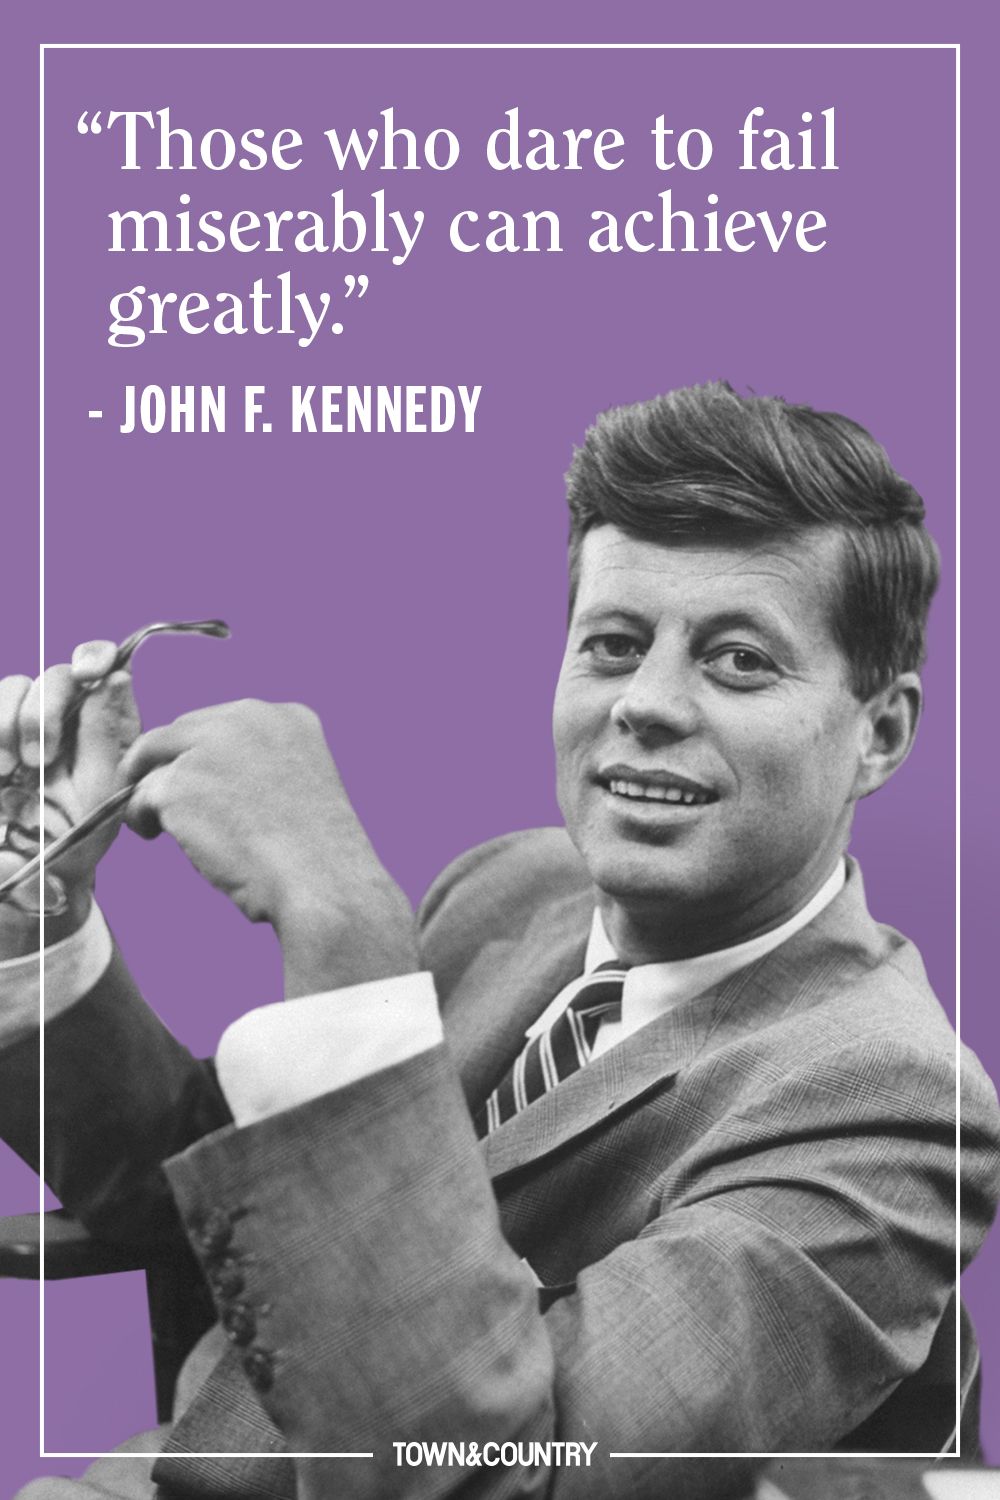 “Those who dare to fail
miserably can achieve
greatly.”
- JOHN F. KENNEDY
TOWN&COUNTRY